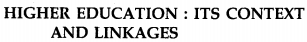 HIGHER EDUCATION : ITS CONTEXT
AND LINKAGES